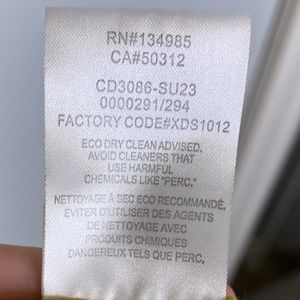 RN#134985
CA#50312
CD3086-SU23
0000291/294
FACTORY CODE#XDS1012
ECO DRY CLEAN ADVISED.
AVOID CLEANERS THAT
USE HARMFUL
CHEMICALS LIKE "PERC."
NETTOYAGE À SEC ECO RECOMMANDÉ.
EVITER D'UTILISER DES AGENTS
DE NETTOYAGE AVEC
PRODUITS CHIMIQUES
DANGEREUX TELS QUE PERC.